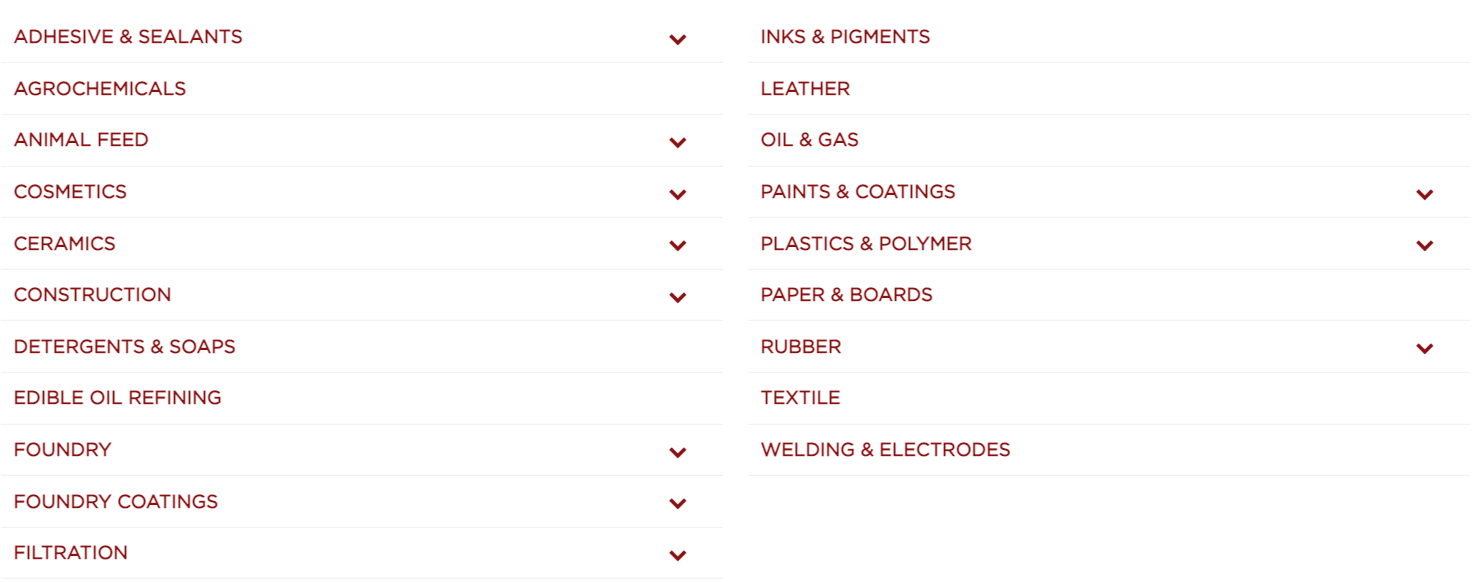 ADHESIVE & SEALANTS
AGROCHEMICALS
ANIMAL FEED
COSMETICS
CERAMICS
CONSTRUCTION
DETERGENTS & SOAPS
EDIBLE OIL REFINING
FOUNDRY
FOUNDRY COATINGS
FILTRATION
INKS & PIGMENTS
LEATHER
OIL & GAS
PAINTS & COATINGS
PLASTICS & POLYMER
PAPER & BOARDS
RUBBER
TEXTILE
WELDING & ELECTRODES